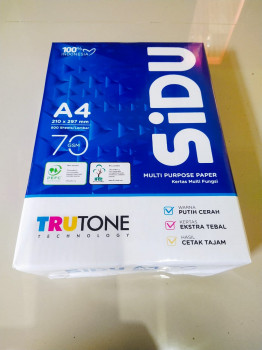 100%
INDONESIA
SiDU
A4
210 x 297 mm
500 Sheets/Lembar
70
GSM
MULTI PURPOSE PAPER
Kertas Multi Fungsi
TRUTONE
TECHNOLOGY
WARNA
PUTIH CERAH
KERTAS
EKSTRA TEBAL
HASIL
CETAK TAJAM